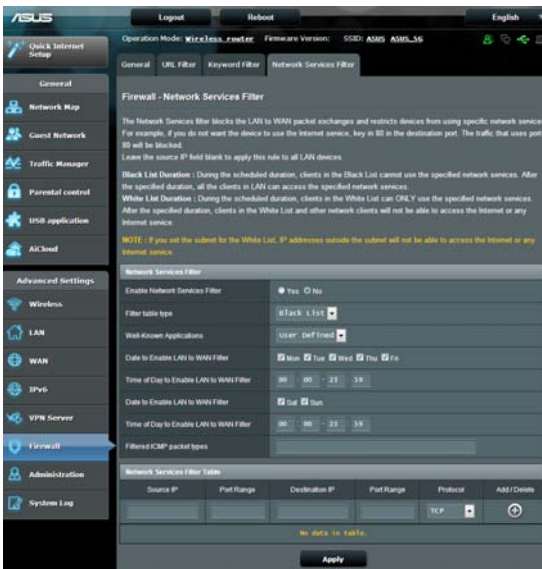 ASUS
Logout
Reboot
English
Quick Internet Setup
Operation Mode: Wireless router Firmware Version: SSID: ASUS ASUS_5G
General
URL Filter
Keyword Filter
Network Services Filter
General
Network Map
Guest Network
Traffic Manager
Parental control
USB application
AiCloud
Advanced Settings
Wireless
LAN
WAN
IPv6
VPN Server
Firewall
Administration
System Log
Firewall - Network Services Filter
The Network Services filter blocks the LAN to WAN packet exchanges and restricts devices from using specific network services.
For example, if you do not want the device to use the Internet service, key in 80 in the destination port. The traffic that uses port
80 will be blocked.
Leave the source IP field blank to apply this rule to all LAN devices.
Black List Duration : During the scheduled duration, clients in the Black List cannot use the specified network services. After
the specified duration, all the clients in LAN can access the specified network services.
White List Duration : During the scheduled duration, clients in the White List can ONLY use the specified network services.
After the specified duration, clients in the White List and other network clients will not be able to access the Internet or any
Internet service.
NOTE : If you set the subnet for the White List, IP addresses outside the subnet will not be able to access the Internet or any
Internet service.
Network Services Filter
Enable Network Services Filter
Yes No
Filter table type
Black List
Well-Known Applications
User Defined
Date to Enable LAN to WAN Filter
Mon Tue Wed Thu Fri
Time of Day to Enable LAN to WAN Filter
00 00 - 23 59
Date to Enable LAN to WAN Filter
Sat Sun
Time of Day to Enable LAN to WAN Filter
00 00 - 23 59
Filtered ICMP packet types
Network Services Filter Table
Source IP
Port Range
Destination IP
Port Range
Protocol
Add / Delete
TCP
No data in table.
Apply